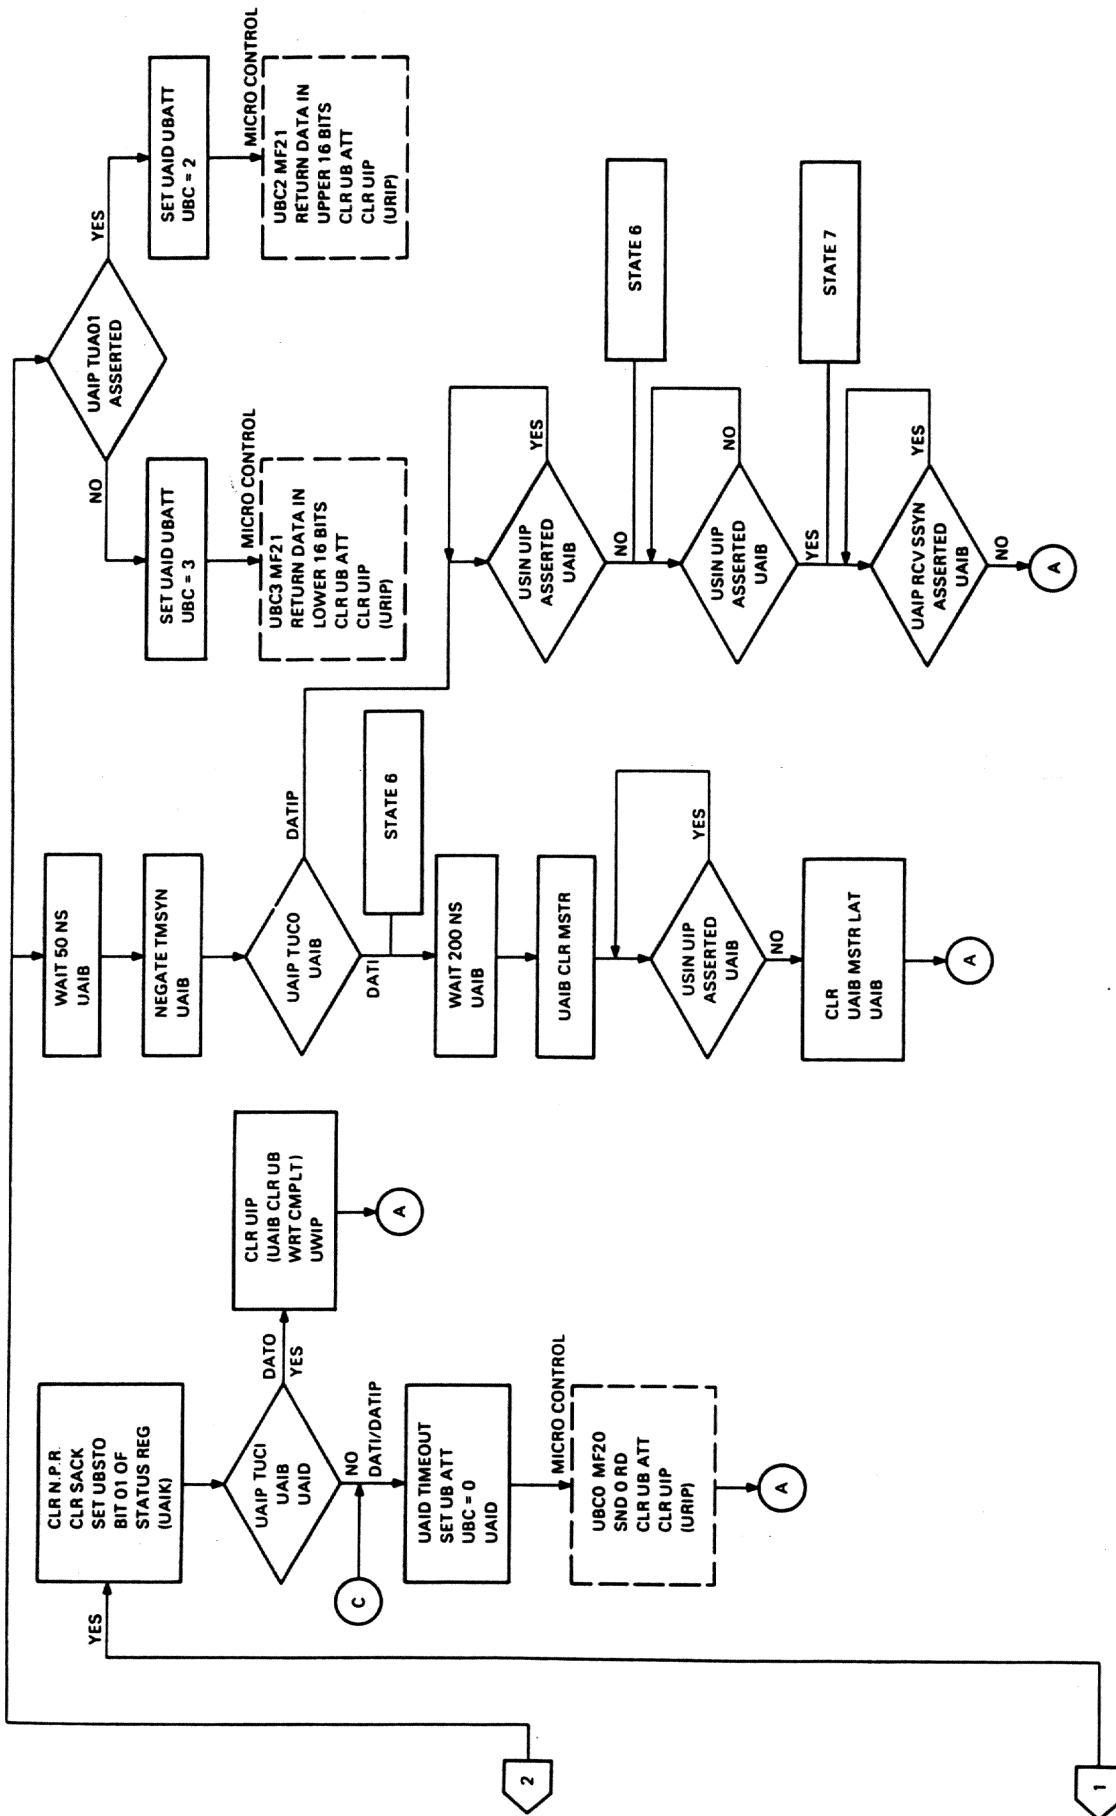 1
YES
CLR N.P.R.
CLR SACK
SET UBSTO
BIT 01 OF
STATUS REG
(UAIK)
UAIP TUCI
UAIB
UAID
DATO
YES
CLR UIP
(UAIB CLR UB
WRT CMPLT)
UWIP
A
NO
DATI/DATIP
C
UAID TIMEOUT
SET UB ATT
UBC = 0
UAID
MICRO CONTROL
UBC0 MF20
SND 0 RD
CLR UB ATT
CLR UIP
(URIP)
A
2
WAIT 50 NS
UAIB
NEGATE TMSYN
UAIB
UAIP TUC0
UAIB
DATIP
DATI
STATE 6
WAIT 200 NS
UAIB
UAIB CLR MSTR
USIN UIP
ASSERTED
UAIB
YES
NO
CLR
UAIB MSTR LAT
UAIB
A
USIN UIP
ASSERTED
UAIB
YES
NO
STATE 6
USIN UIP
ASSERTED
UAIB
NO
YES
STATE 7
UAIP RCV SSYN
ASSERTED
UAIB
YES
NO
A
UAIP TUA01
ASSERTED
NO
SET UAID UBATT
UBC = 3
MICRO CONTROL
UBC3 MF21
RETURN DATA IN
LOWER 16 BITS
CLR UB ATT
CLR UIP
(URIP)
YES
SET UAID UBATT
UBC = 2
MICRO CONTROL
UBC2 MF21
RETURN DATA IN
UPPER 16 BITS
CLR UB ATT
CLR UIP
(URIP)